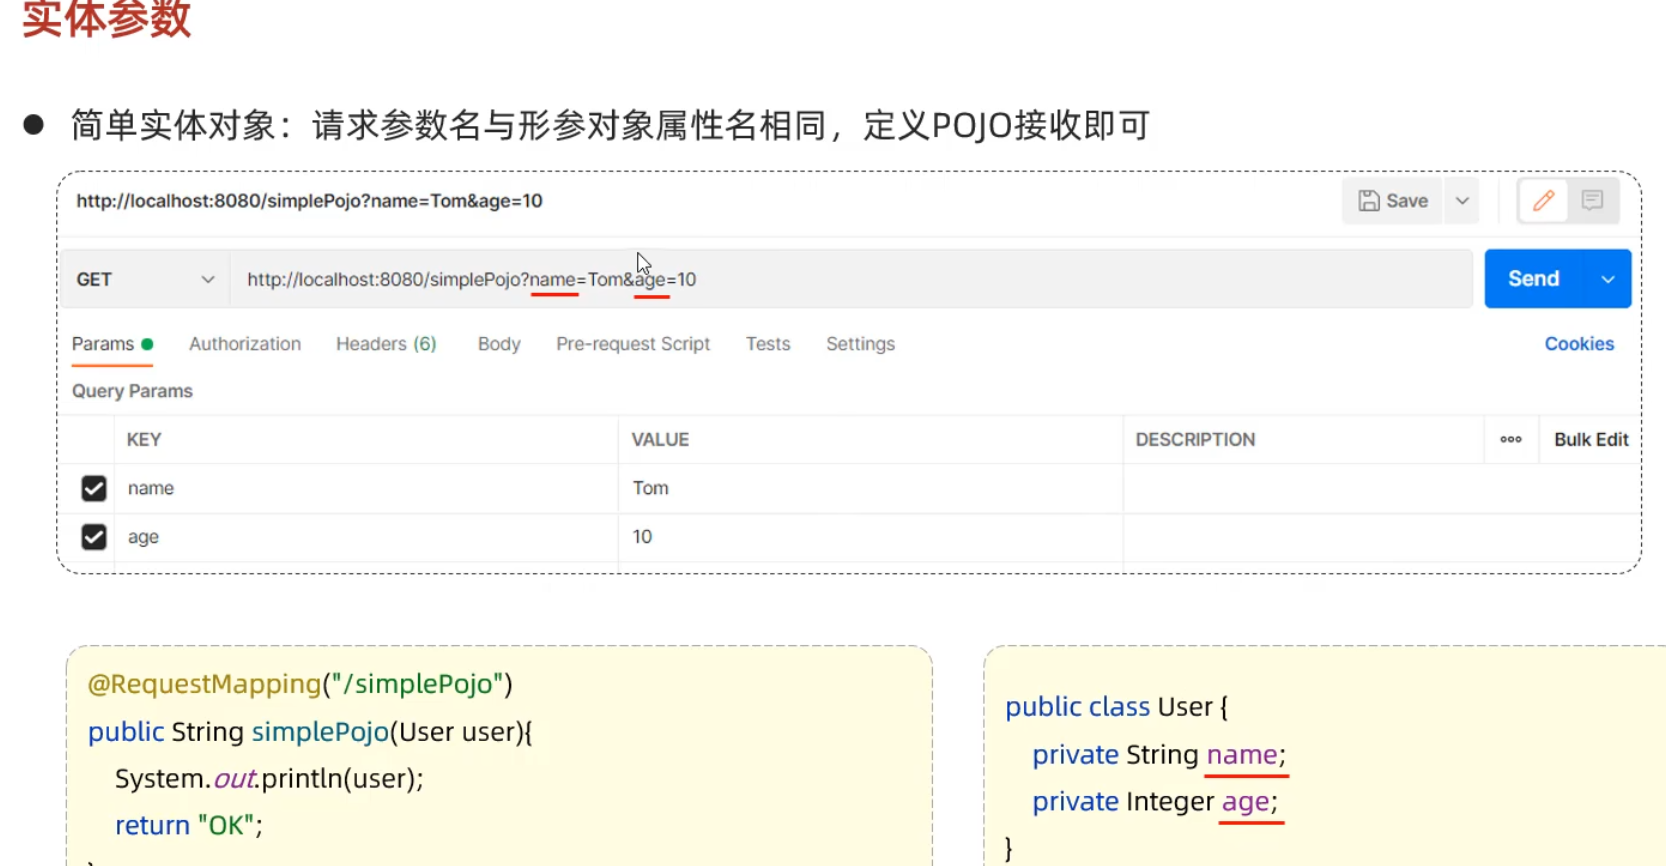 实体参数
● 简单实体对象：请求参数名与形参对象属性名相同，定义POJO接收即可
http://localhost:8080/simplePojo?name=Tom&age=10 Save
GET http://localhost:8080/simplePojo?name=Tom&age=10 Send
Params Authorization Headers (6) Body Pre-request Script Tests Settings Cookies
Query Params
KEY VALUE DESCRIPTION Bulk Edit
name Tom
age 10
@RequestMapping("/simplePojo")
public String simplePojo(User user){
System.out.println(user);
return "OK";
public class User {
private String name;
private Integer age;
}